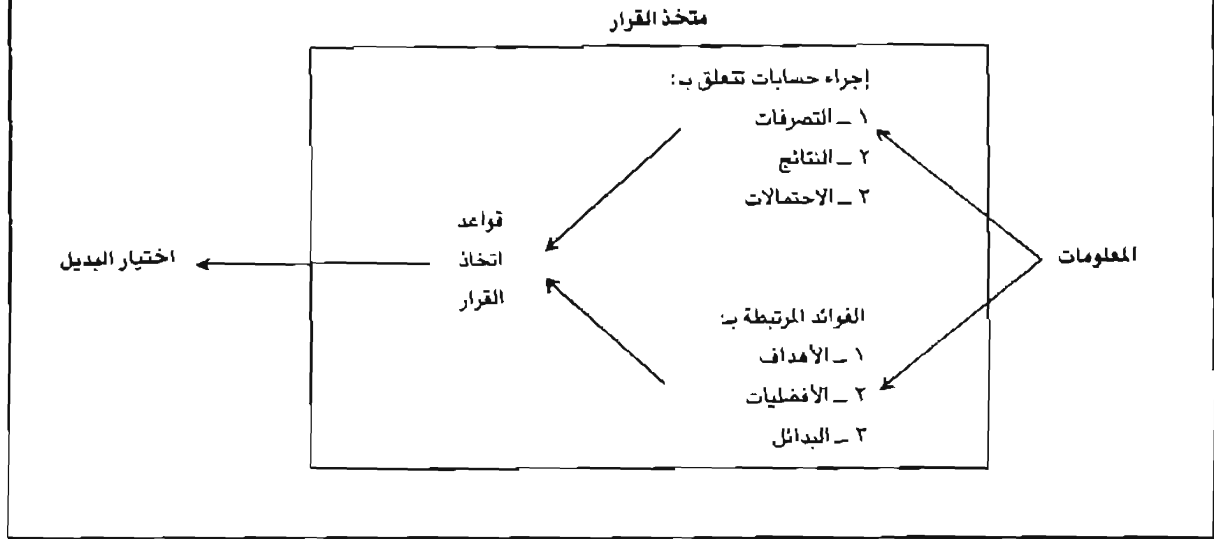 متخذ القرار
إجراء حسابات تتعلق بـ:
١ ـ التصرفات
٢ ـ النتائج
٣ ـ الاحتمالات
المعلومات
الفوائد المرتبطة بـ:
١ ـ الأهداف
٢ ـ الأفضليات
٣ ـ البدائل
قواعد
اتخاذ
القرار
اختيار البديل